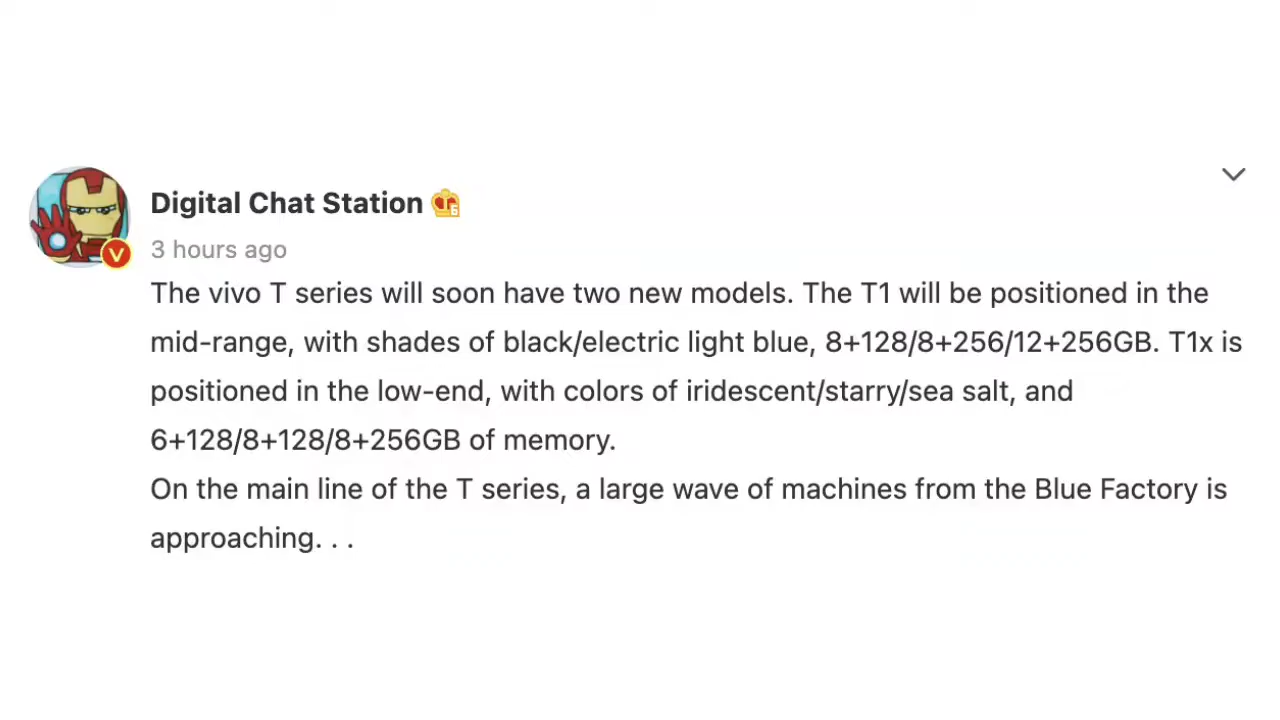 Digital Chat Station
3 hours ago
The vivo T series will soon have two new models. The T1 will be positioned in the
mid-range, with shades of black/electric light blue, 8+128/8+256/12+256GB. T1x is
positioned in the low-end, with colors of iridescent/starry/sea salt, and
6+128/8+128/8+256GB of memory.
On the main line of the T series, a large wave of machines from the Blue Factory is
approaching. . .